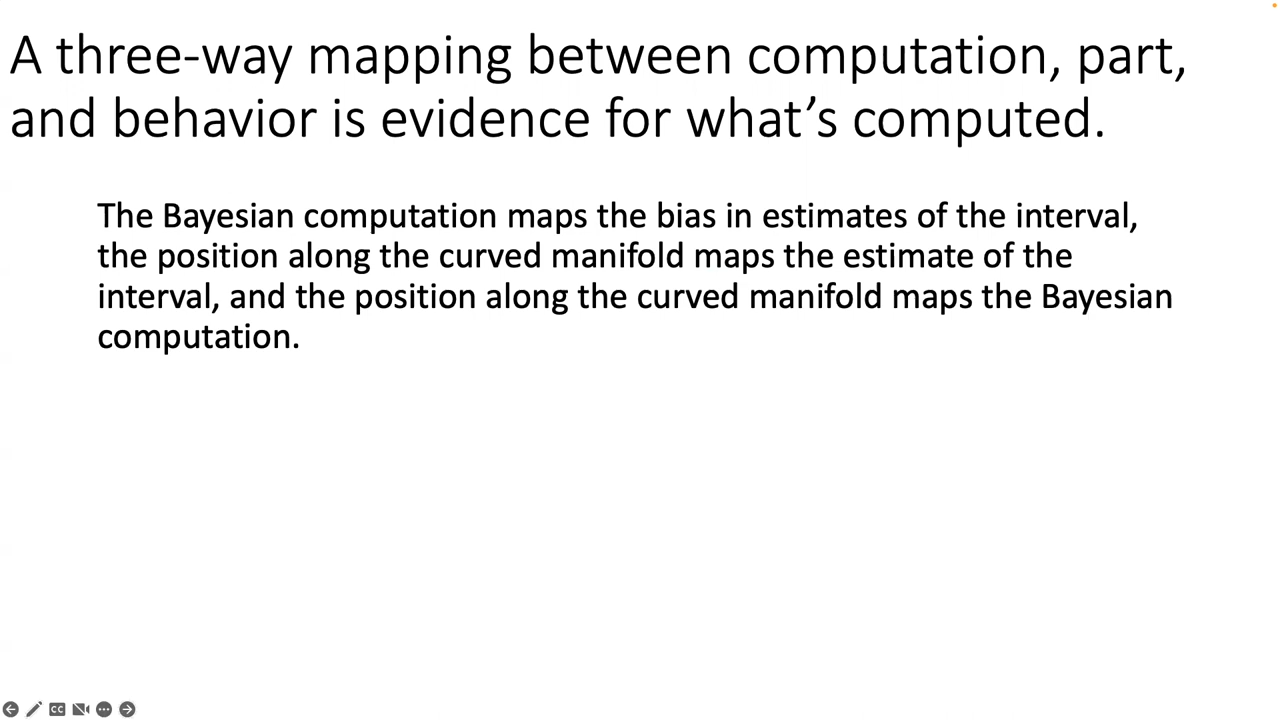 A three-way mapping between computation, part,
and behavior is evidence for what’s computed.
The Bayesian computation maps the bias in estimates of the interval,
the position along the curved manifold maps the estimate of the
interval, and the position along the curved manifold maps the Bayesian
computation.
CC